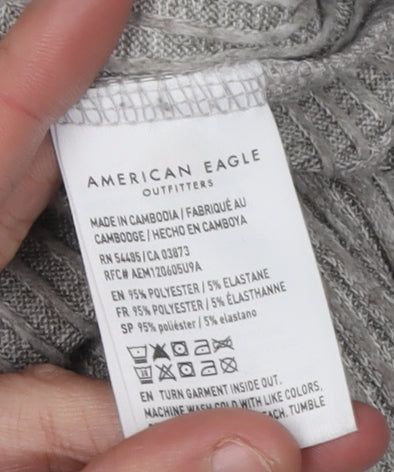 AMERICAN EAGLE
OUTFITTERS
MADE IN CAMBODIA / FABRIQUÉ AU
CAMBODGE / HECHO EN CAMBOYA
RN 54485 / CA 03873
RFC# AEM120605U9A
EN 95% POLYESTER / 5% ELASTANE
FR 95% POLYESTER / 5% ÉLASTHANNE
SP 95% poliéster / 5% elastano
EN TURN GARMENT INSIDE OUT.
MACHINE WASH COLD WITH LIKE COLORS.
TUMBLE